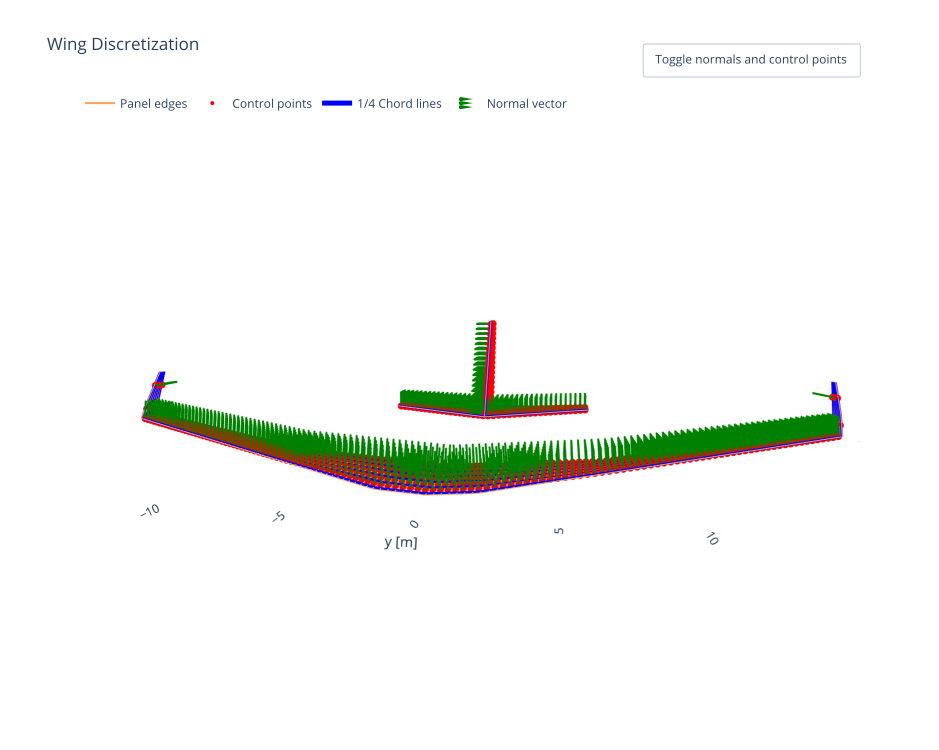 Wing Discretization
Toggle normals and control points
Panel edges
Control points
1/4 Chord lines
Normal vector
−10
−5
0
5
10
y [m]